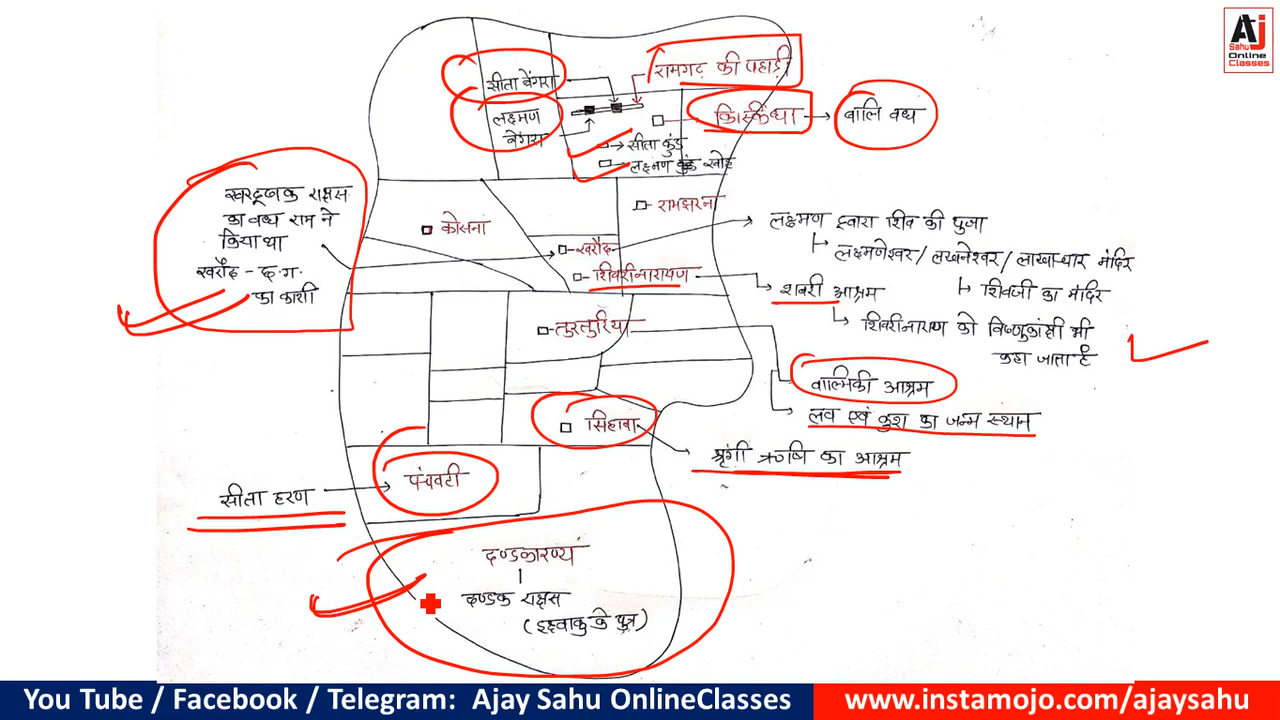 Aj
Sahu
Online
Classes
सीता बेंगरा
रामगढ़ की पहाड़ी
लक्ष्मण
बेंगरा
किस्कंधा
बालि वध
सीता कुंड
लक्ष्मण कुंड
खरदूषण राक्षस
का वध राम ने
किया था
खरौद - छ.ग.
का काशी
कोसना
रामझरना
खरौद
शिवरीनारायण
लक्ष्मण द्वारा शिव की पुजा
लक्ष्मणेश्वर/लखनेश्वर/लाखा-चार मंदिर
शिवजी का मंदिर
शबरी आश्रम
शिवरीनारायण को विष्णुकांक्षी भी
कहा जाता है
तुरतुरिया
वाल्मिकी आश्रम
लव एवं कुश का जन्म स्थान
सिहावा
श्रृंगी ऋषि का आश्रम
पंचवटी
सीता हरण
दण्डकारण्य
दण्डक राक्षस
(इक्ष्वाकु के पुत्र)
You Tube / Facebook / Telegram: Ajay Sahu OnlineClasses
www.instamojo.com/ajaysahu